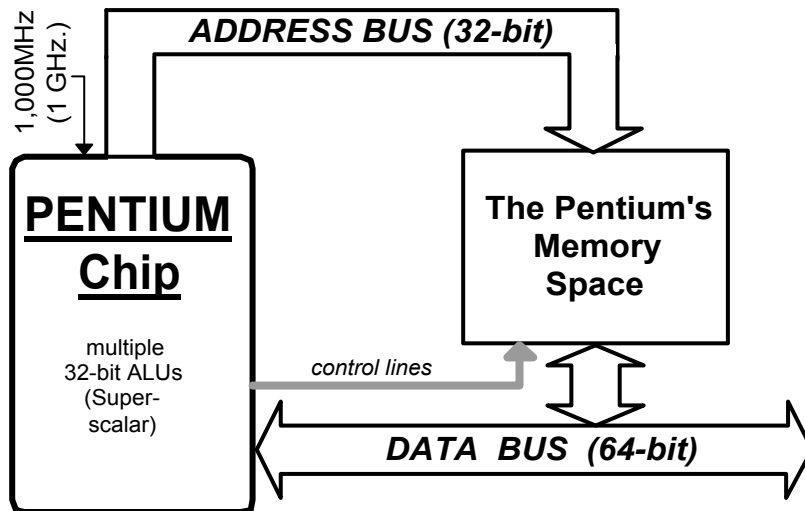 ADDRESS BUS (32-bit)
1,000MHz
(1 GHz.)
PENTIUM
Chip
multiple
32-bit ALUs
(Super-
scalar)
The Pentium's
Memory
Space
control lines
DATA BUS (64-bit)